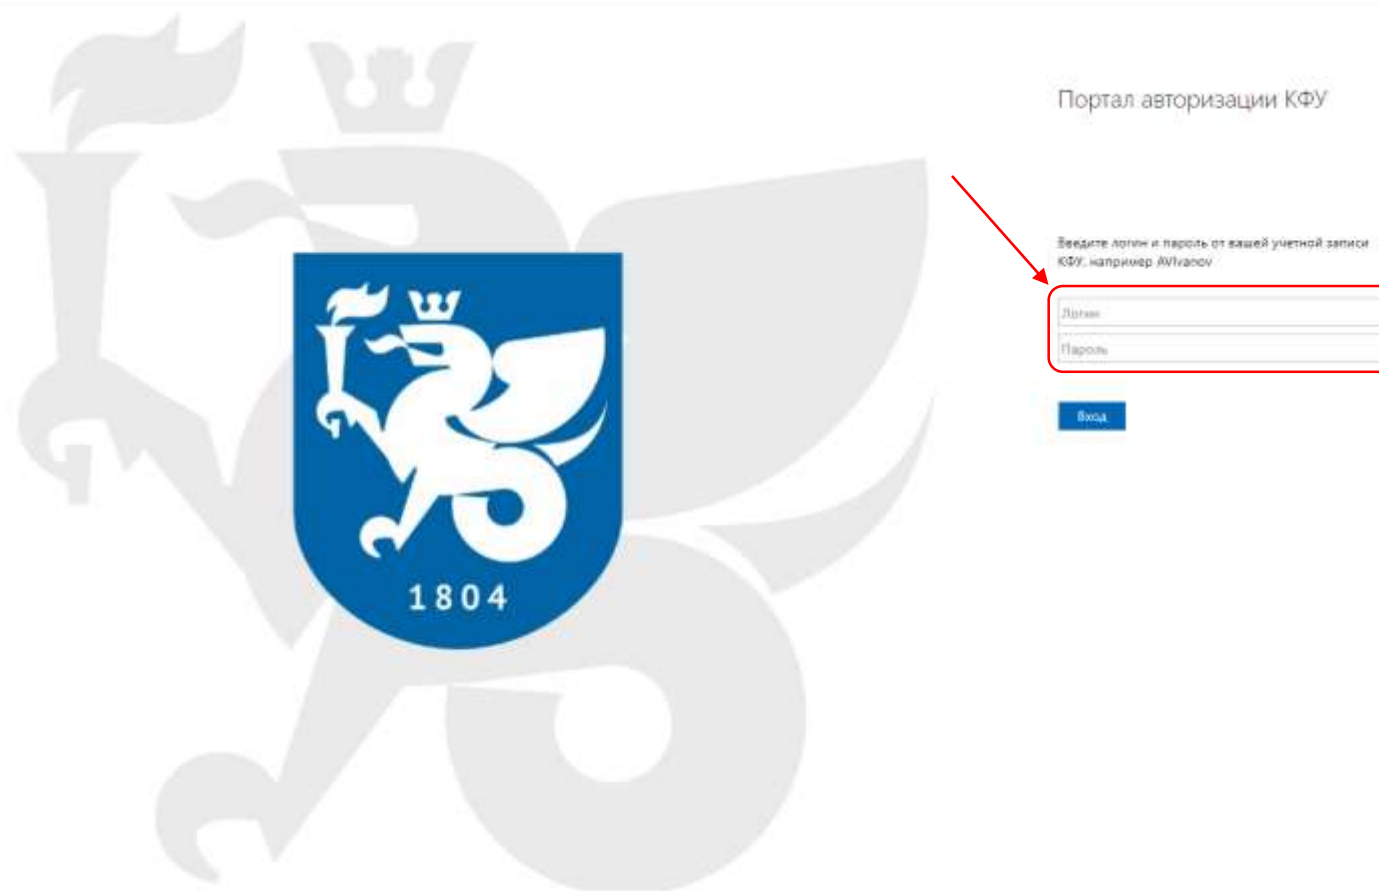 Портал авторизации КФУ
Введите логин и пароль от вашей учетной записи
КФУ, например AVIvanov
Логин
Пароль
Вход
1804